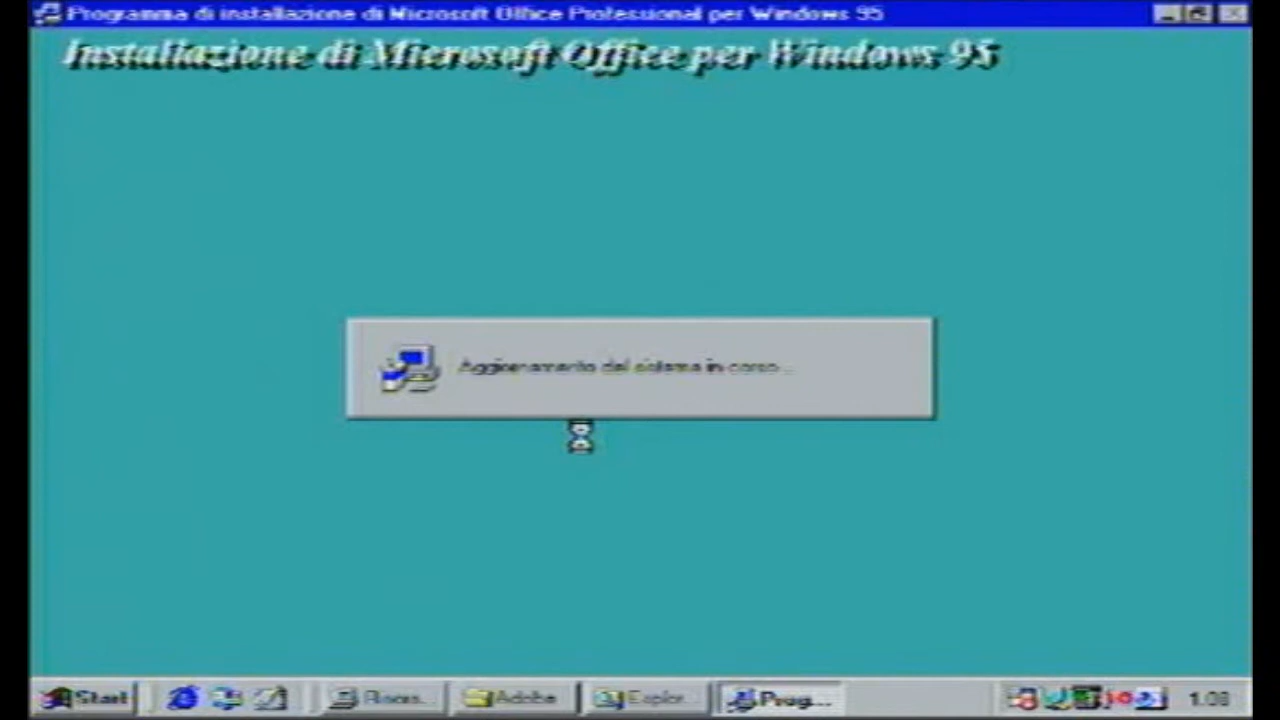 Programma di installazione di Microsoft Office Professional per Windows 95
Installazione di Microsoft Office per Windows 95
Aggiornamento del sistema in corso...
Start
Adobe
Explor...
Prog...
1.08